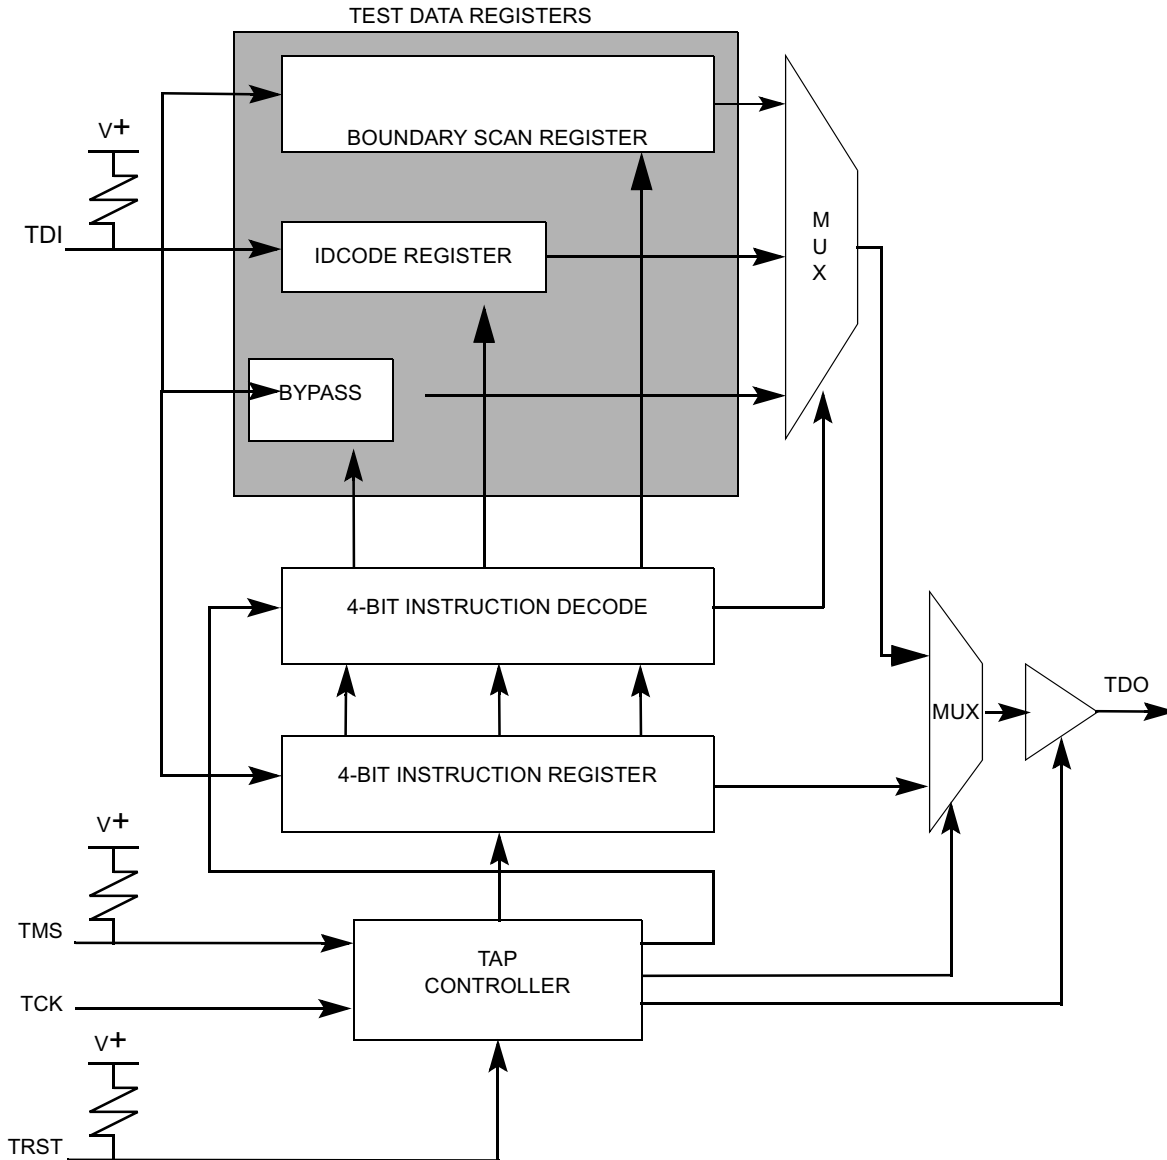 TEST DATA REGISTERS
BOUNDARY SCAN REGISTER
V+
TDI
IDCODE REGISTER
M
U
X
BYPASS
4-BIT INSTRUCTION DECODE
TDO
MUX
4-BIT INSTRUCTION REGISTER
V+
TMS
TAP
CONTROLLER
TCK
V+
TRST